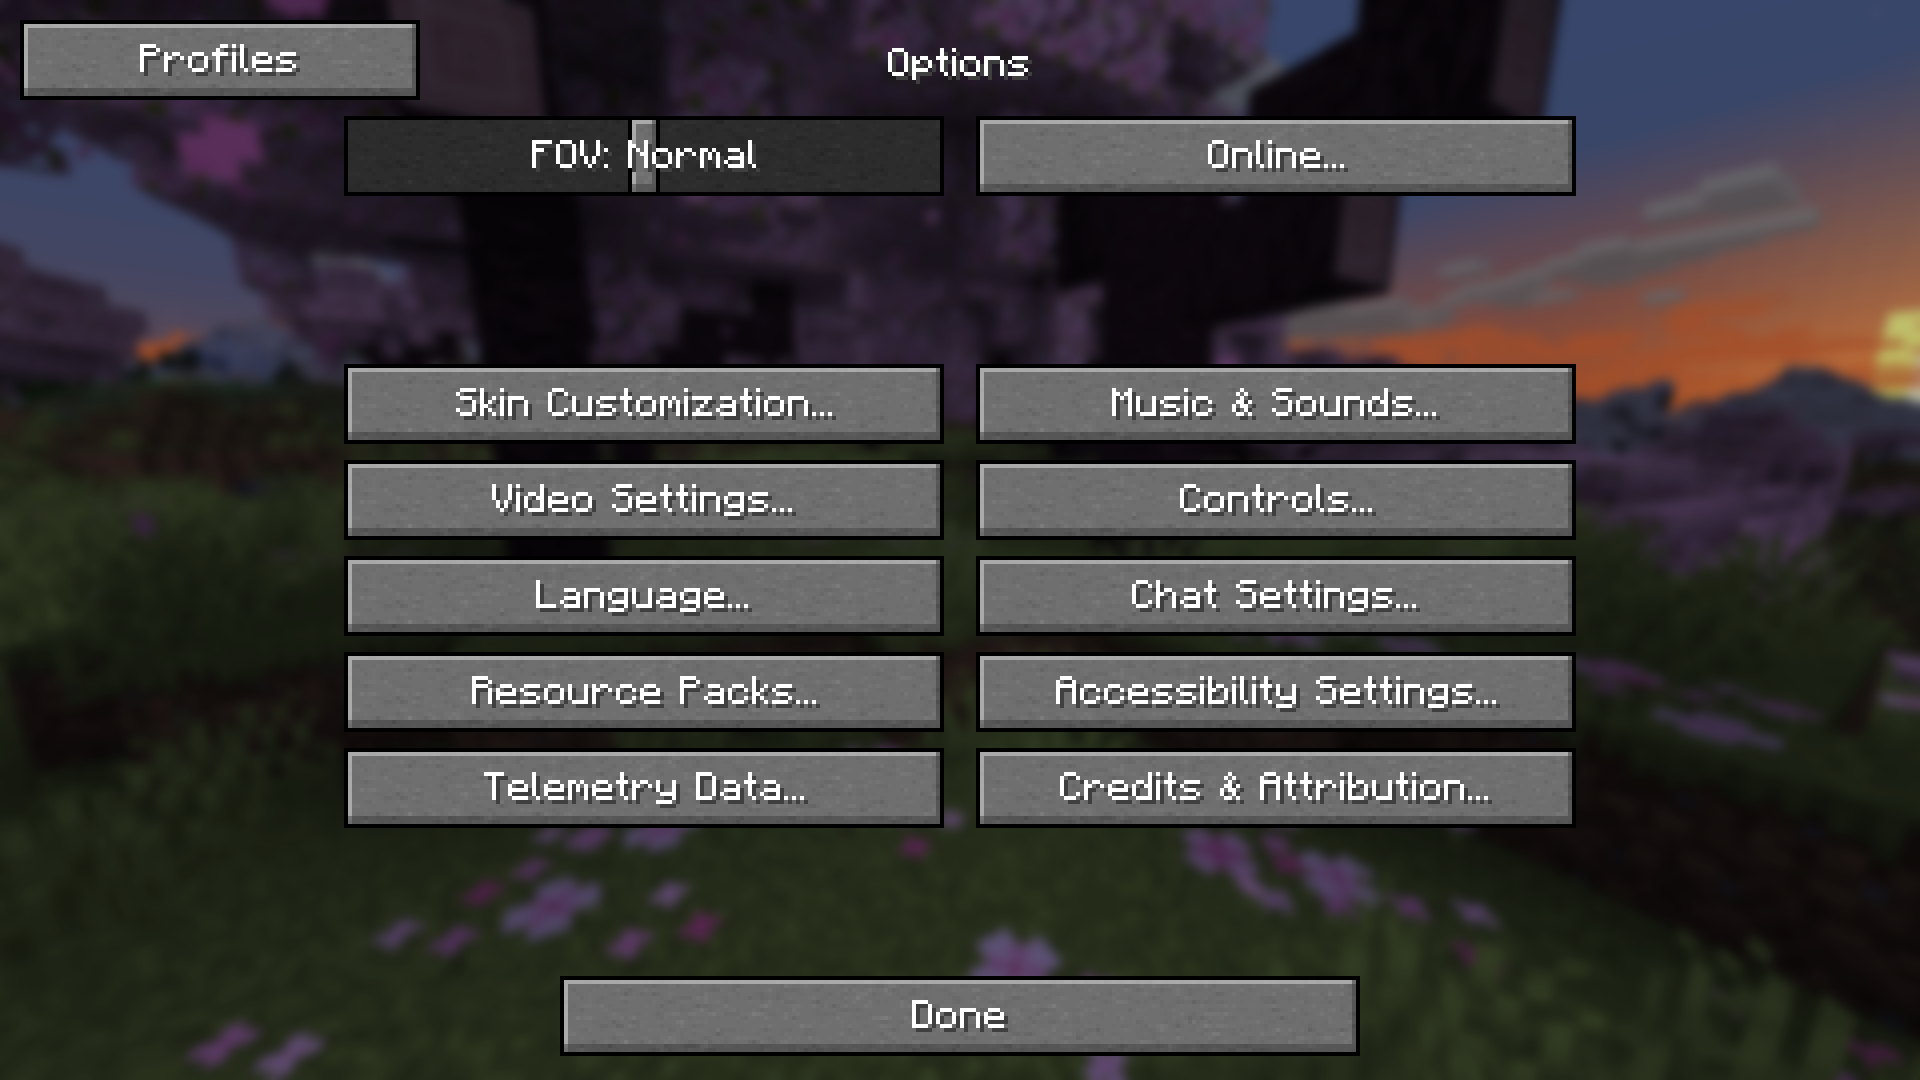 Profiles
Options
FOV: Normal
Online...
Skin Customization...
Music & Sounds...
Video Settings...
Controls...
Language...
Chat Settings...
Resource Packs...
Accessibility Settings...
Telemetry Data...
Credits & Attribution...
Done